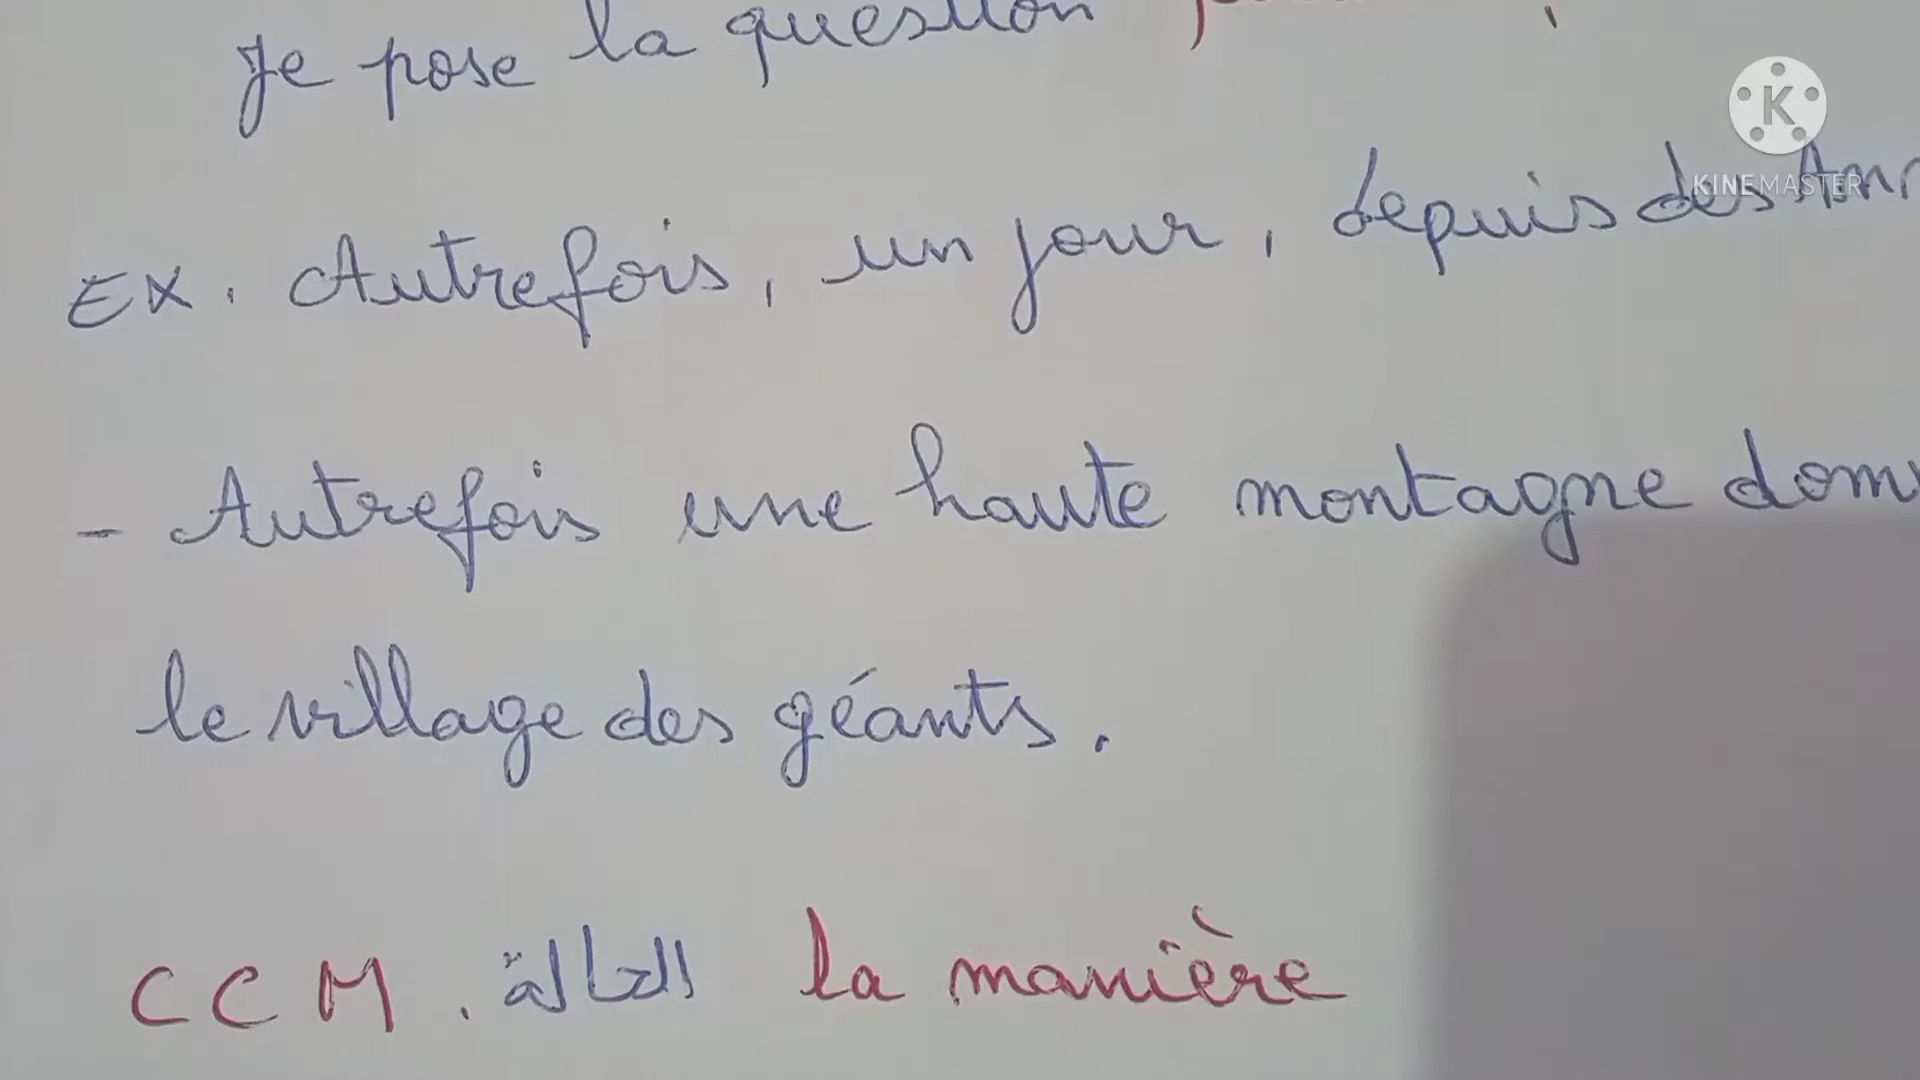 Je pose la question
Ex. Autrefois, un jour, depuis des
- Autrefois une haute montagne
le village des géants.
CCM. الحالة la manière
K
KINEMASTER